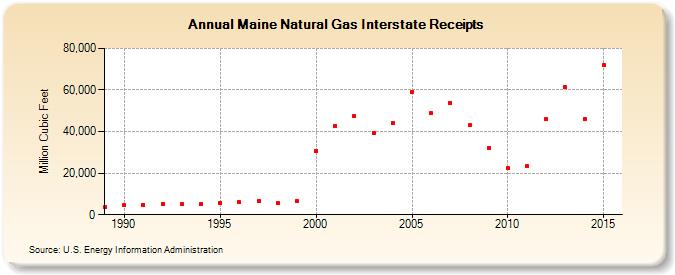 Annual Maine Natural Gas Interstate Receipts
Million Cubic Feet
80,000
60,000
40,000
20,000
0
1990 1995 2000 2005 2010 2015
Source: U.S. Energy Information Administration